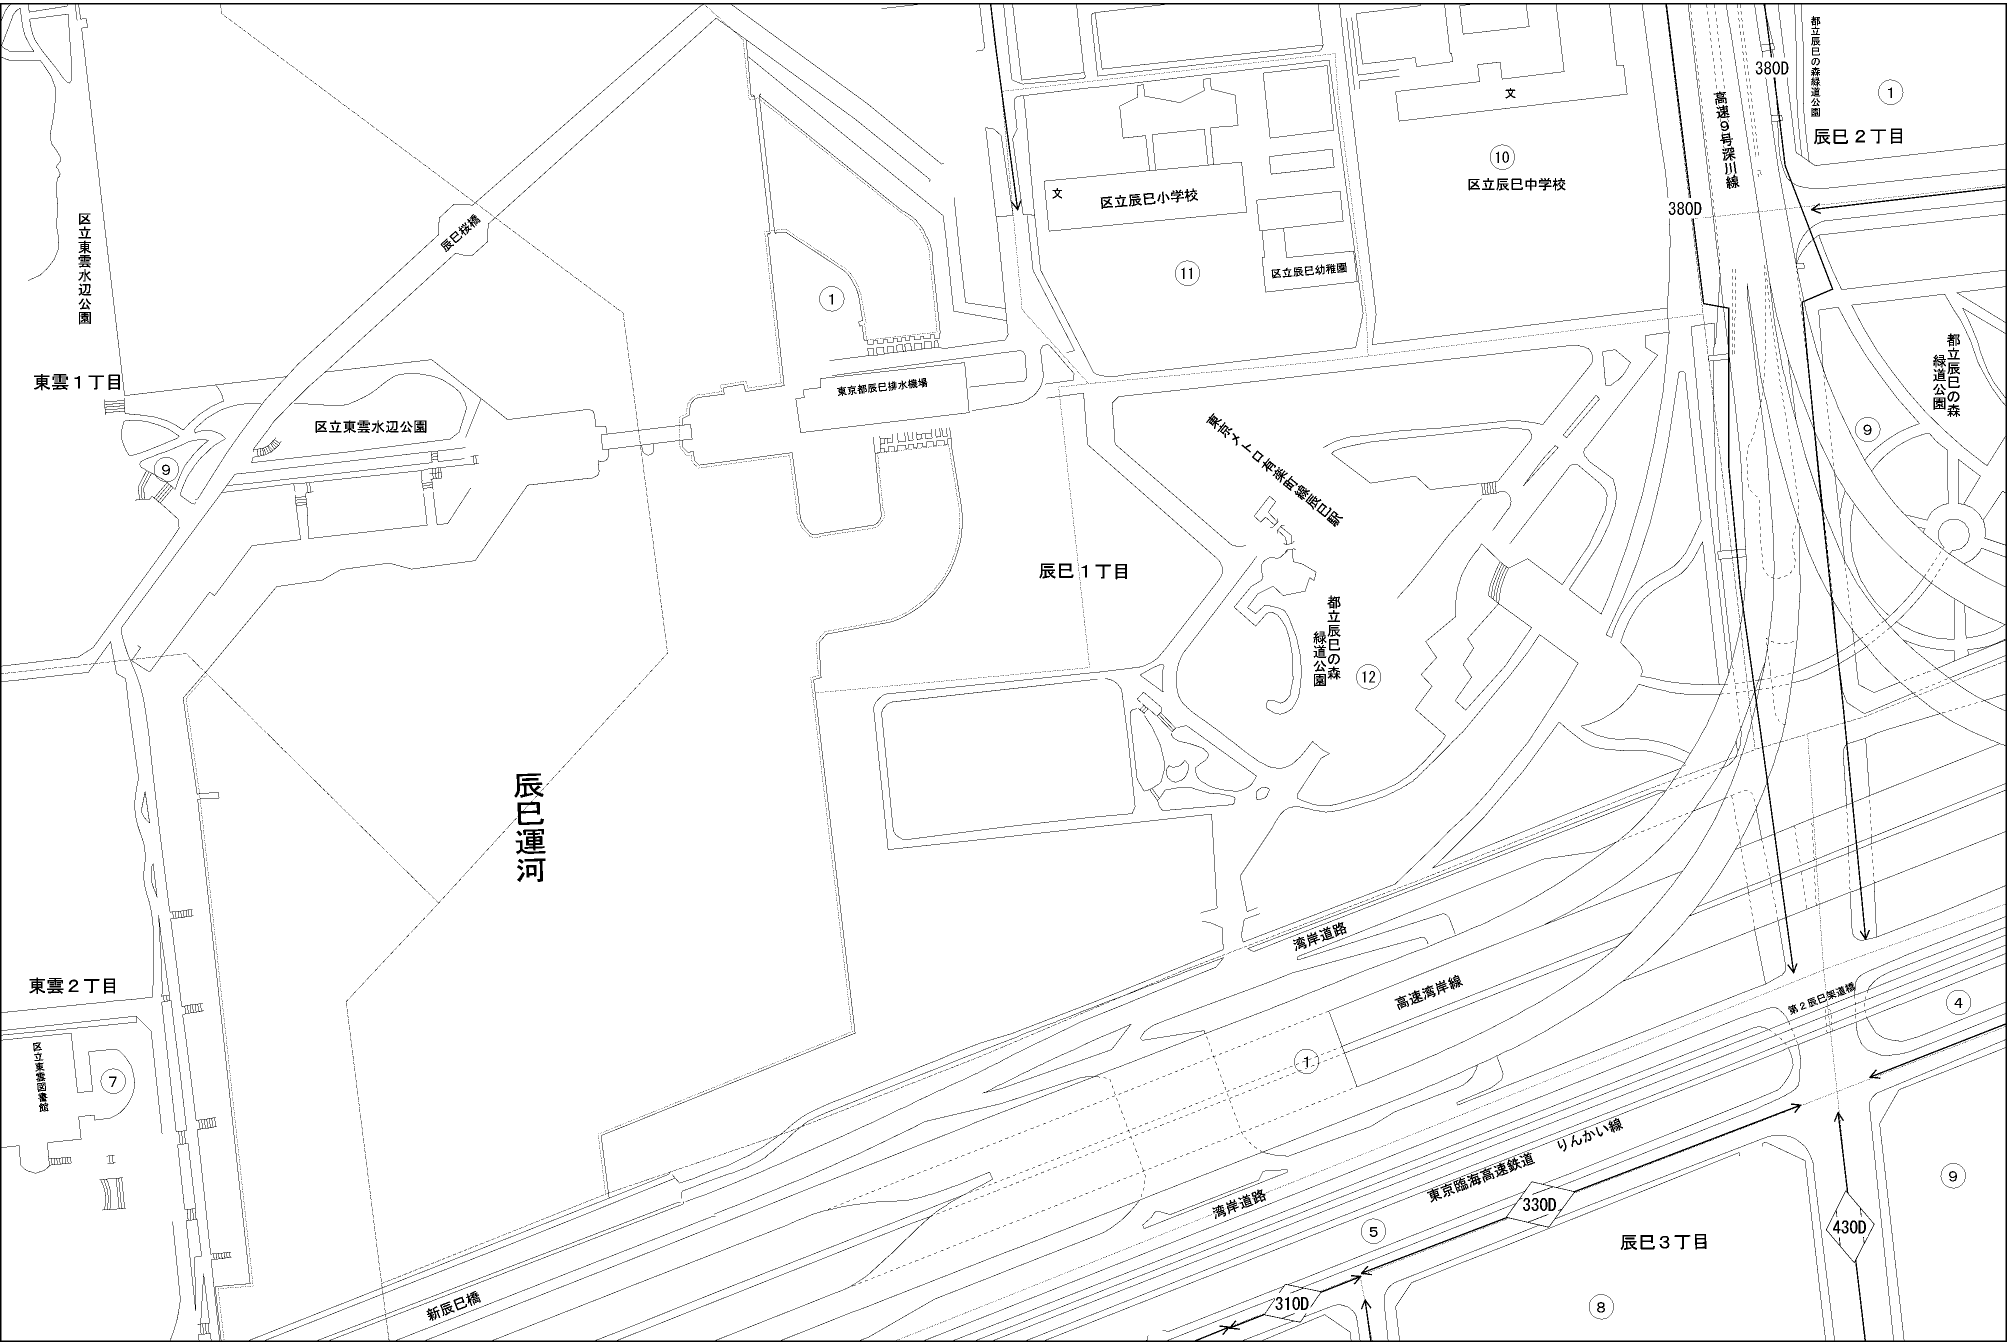 都立辰巳の森緑道公園
380D
①
文
高速９号深川線
辰巳２丁目
⑩
区立辰巳中学校
文
区立辰巳小学校
380D
区立東雲水辺公園
辰巳桜橋
⑪
区立辰巳幼稚園
①
東雲１丁目
東京都辰巳排水機場
都立辰巳の森
緑道公園
区立東雲水辺公園
⑨
⑨
東京メトロ有楽町線辰巳駅
辰巳１丁目
都立辰巳の森
緑道公園
⑫
辰巳運河
湾岸道路
東雲２丁目
高速湾岸線
第２辰巳架道橋
④
区立東雲図書館
⑦
①
りんかい線
東京臨海高速鉄道
⑨
湾岸道路
330D
430D
⑤
辰巳３丁目
新辰巳橋
310D
⑧